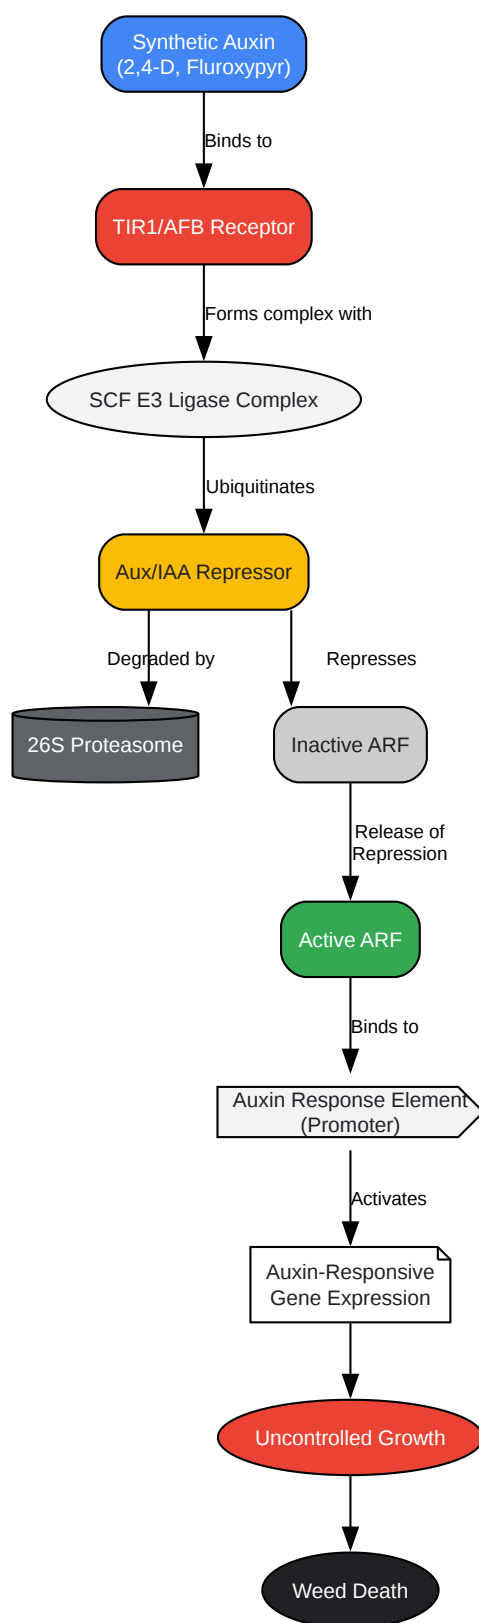 Synthetic Auxin
(2,4-D, Fluroxypyr)
Binds to
TIR1/AFB Receptor
Forms complex with
SCF E3 Ligase Complex
Ubiquitinates
Aux/IAA Repressor
Degraded by
Represses
26S Proteasome
Inactive ARF
Release of
Repression
Active ARF
Binds to
Auxin Response Element
(Promoter)
Activates
Auxin-Responsive
Gene Expression
Uncontrolled Growth
Weed Death